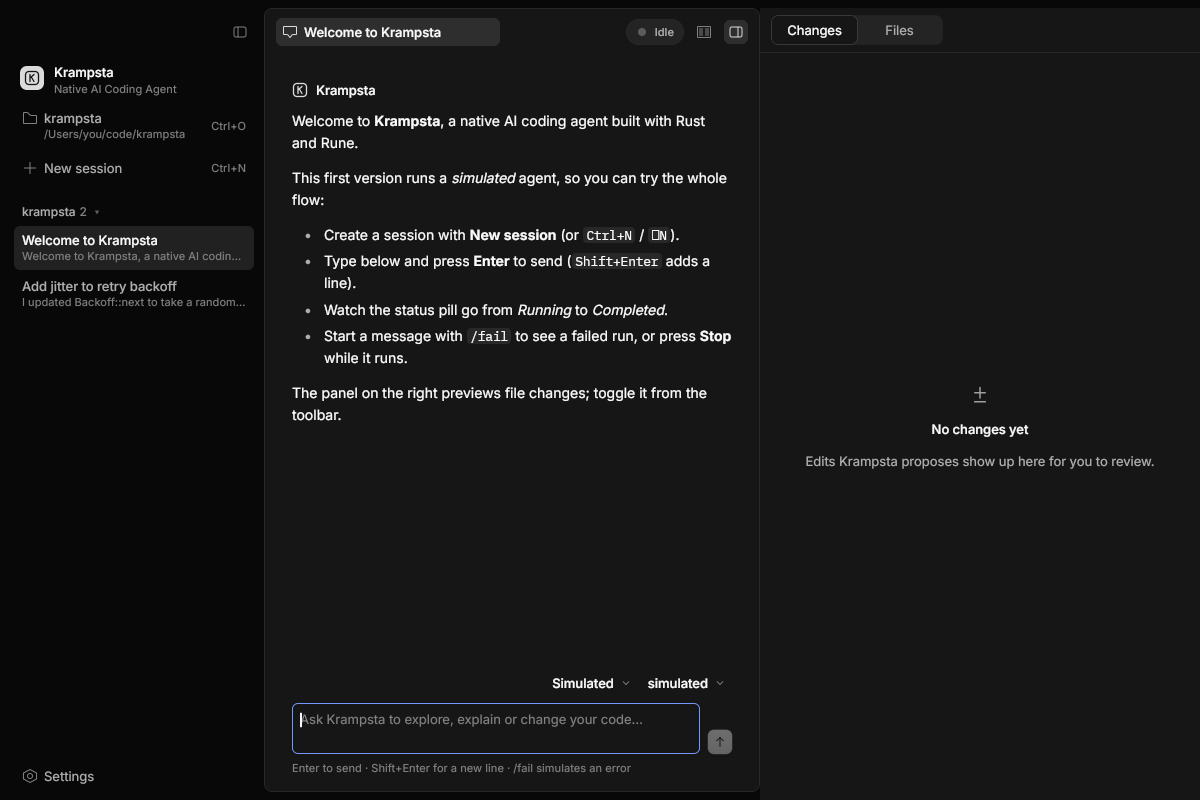 Krampsta
Native AI Coding Agent
krampsta
/Users/you/code/krampsta
Ctrl+O
New session
Ctrl+N
krampsta 2
Welcome to Krampsta
Welcome to Krampsta, a native AI codin...
Add jitter to retry backoff
I updated Backoff::next to take a random...
Settings
Welcome to Krampsta
Idle
Krampsta
Welcome to Krampsta, a native AI coding agent built with Rust
and Rune.
This first version runs a simulated agent, so you can try the whole
flow:
• Create a session with New session (or Ctrl+N / □N ).
• Type below and press Enter to send ( Shift+Enter adds a
line).
• Watch the status pill go from Running to Completed.
• Start a message with /fail to see a failed run, or press Stop
while it runs.
The panel on the right previews file changes; toggle it from the
toolbar.
Simulated
simulated
Ask Krampsta to explore, explain or change your code...
Enter to send · Shift+Enter for a new line · /fail simulates an error
Changes
Files
No changes yet
Edits Krampsta proposes show up here for you to review.